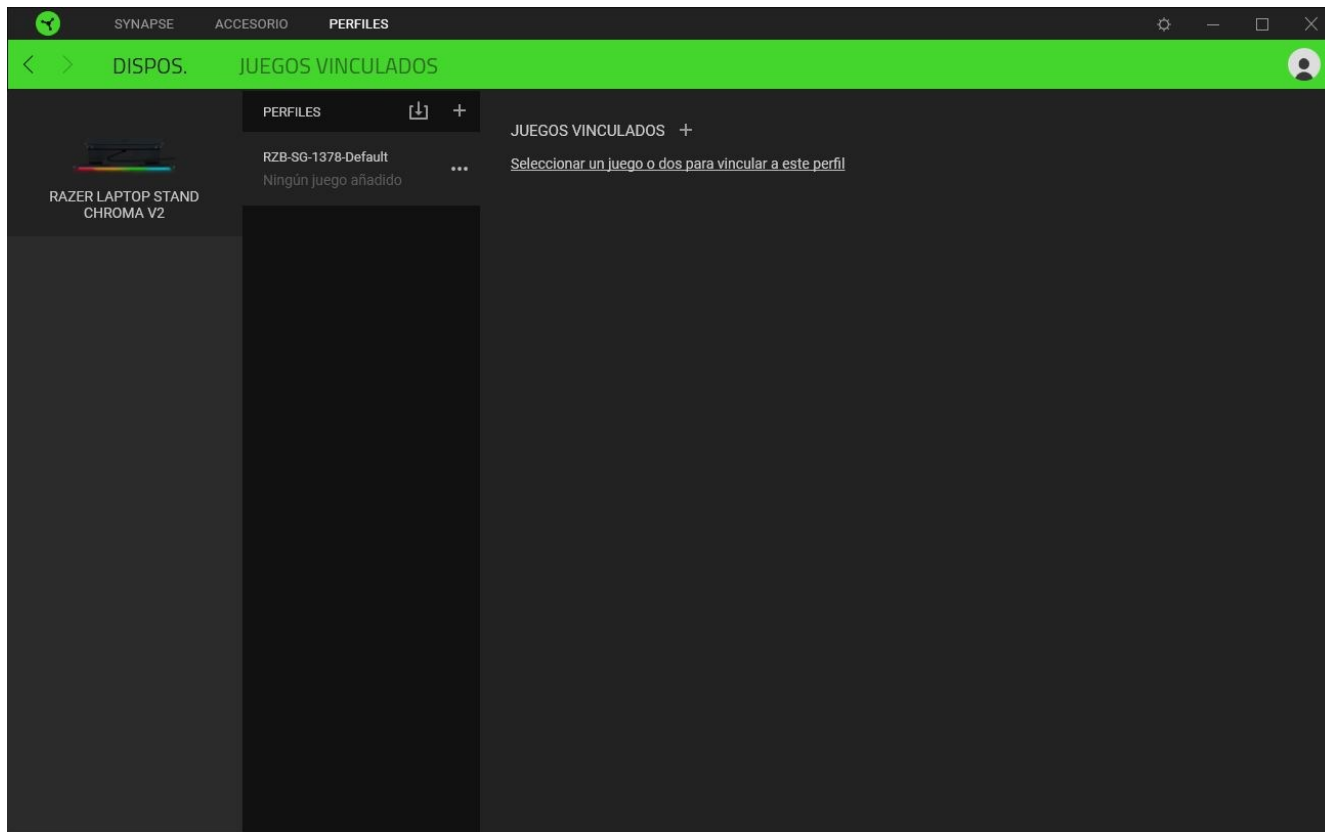 SYNAPSE ACCESORIO PERFILES
DISPOS. JUEGOS VINCULADOS
RAZER LAPTOP STAND
CHROMA V2
PERFILES
RZB-SG-1378-Default
Ningún juego añadido
JUEGOS VINCULADOS
Seleccionar un juego o dos para vincular a este perfil